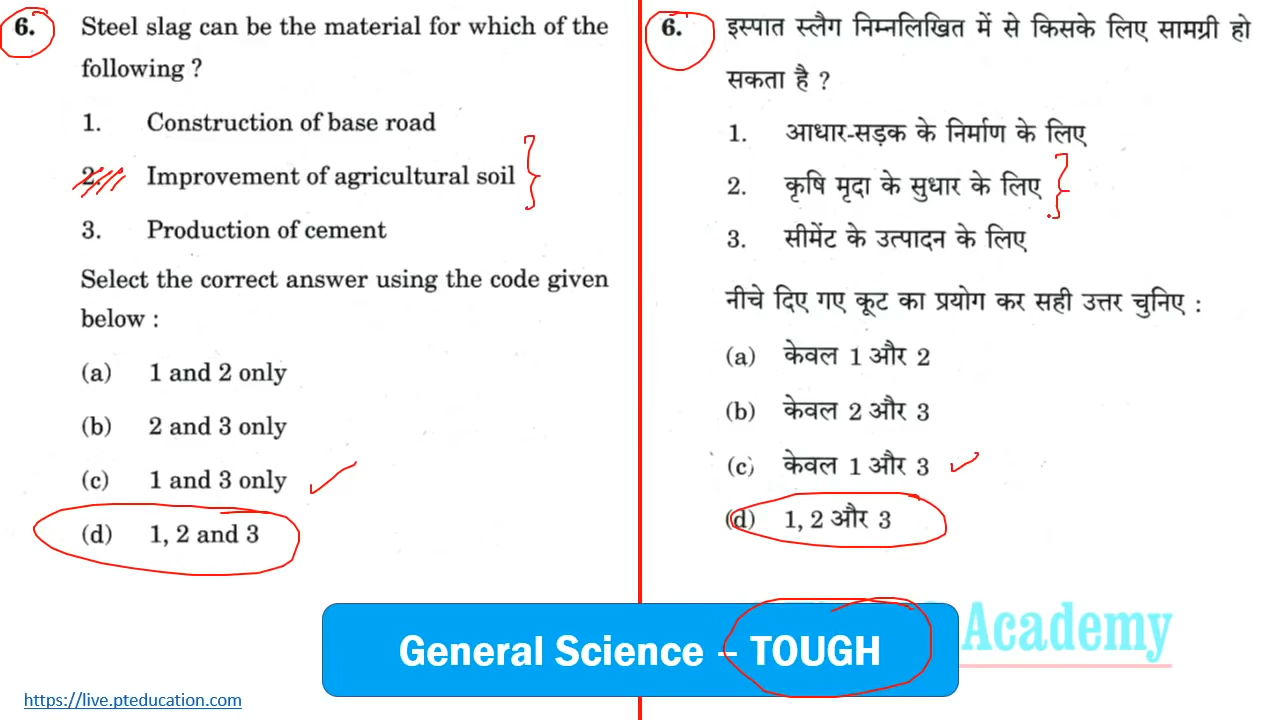 6. Steel slag can be the material for which of the
following ?
1. Construction of base road
2. Improvement of agricultural soil
3. Production of cement
Select the correct answer using the code given
below :
(a) 1 and 2 only
(b) 2 and 3 only
(c) 1 and 3 only
(d) 1, 2 and 3
6. इस्पात स्लैग निम्नलिखित में से किसके लिए सामग्री हो
सकता है ?
1. आधार-सड़क के निर्माण के लिए
2. कृषि मृदा के सुधार के लिए
3. सीमेंट के उत्पादन के लिए
नीचे दिए गए कूट का प्रयोग कर सही उत्तर चुनिए :
(a) केवल 1 और 2
(b) केवल 2 और 3
(c) केवल 1 और 3
(d) 1, 2 और 3
General Science – TOUGH
Academy
https://live.pteducation.com